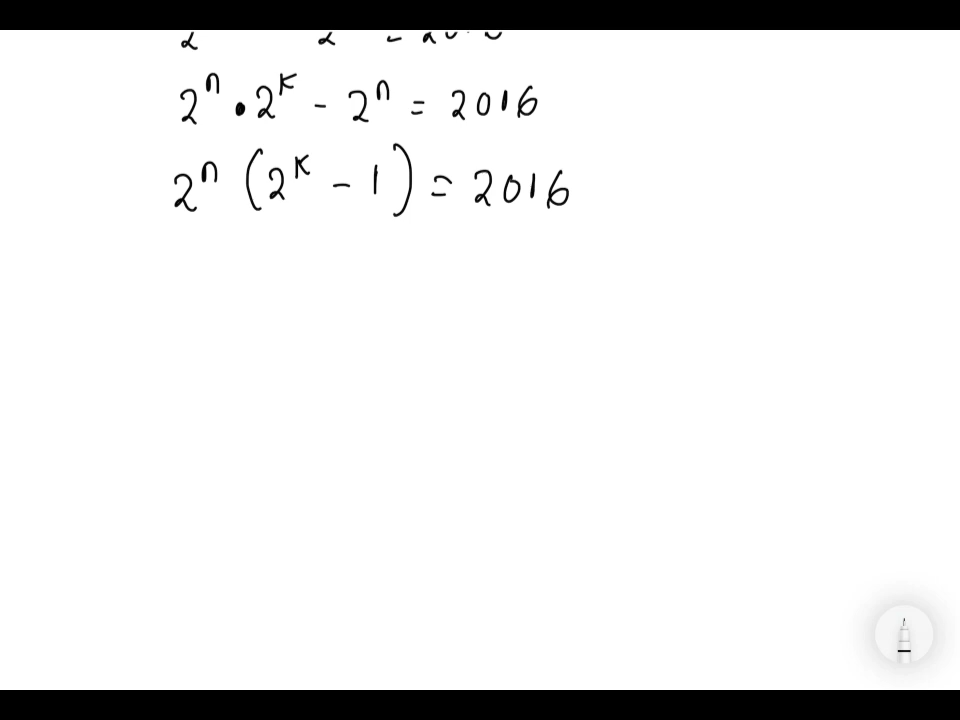 2ⁿ • 2ᵏ - 2ⁿ = 2016
2ⁿ (2ᵏ - 1) = 2016